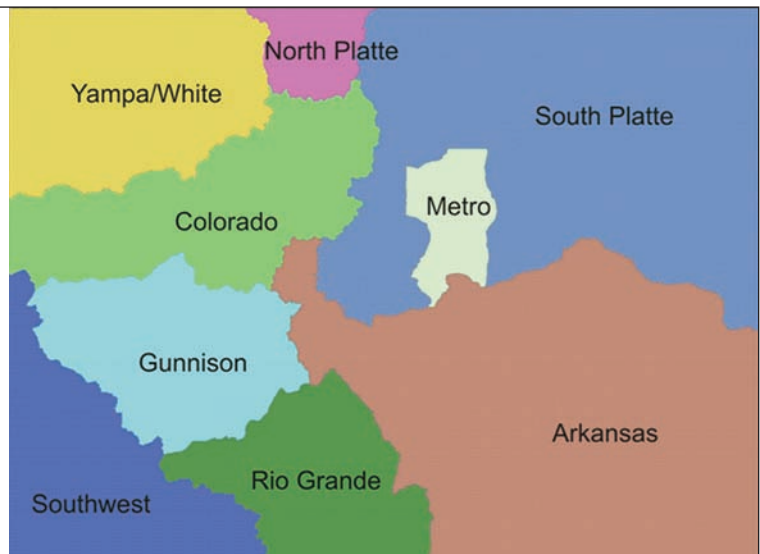 North Platte
Yampa/White
South Platte
Metro
Colorado
Gunnison
Arkansas
Rio Grande
Southwest